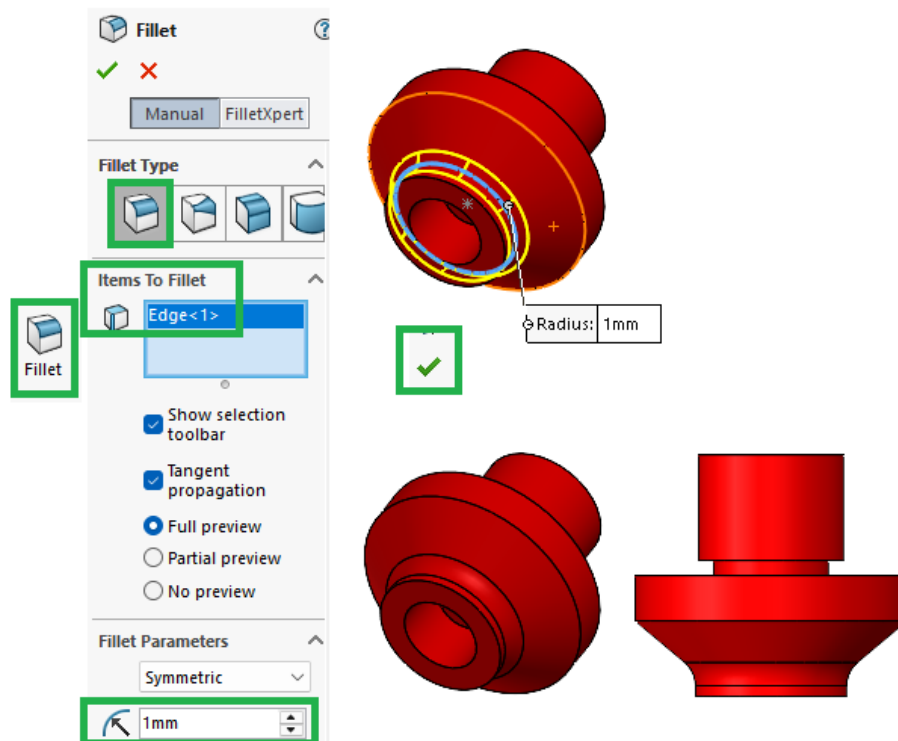 Fillet
Manual
FilletXpert
Fillet Type
Items To Fillet
Edge<1>
Fillet
Show selection
toolbar
Tangent
propagation
Full preview
Partial preview
No preview
Fillet Parameters
Symmetric
1mm
Radius: 1mm